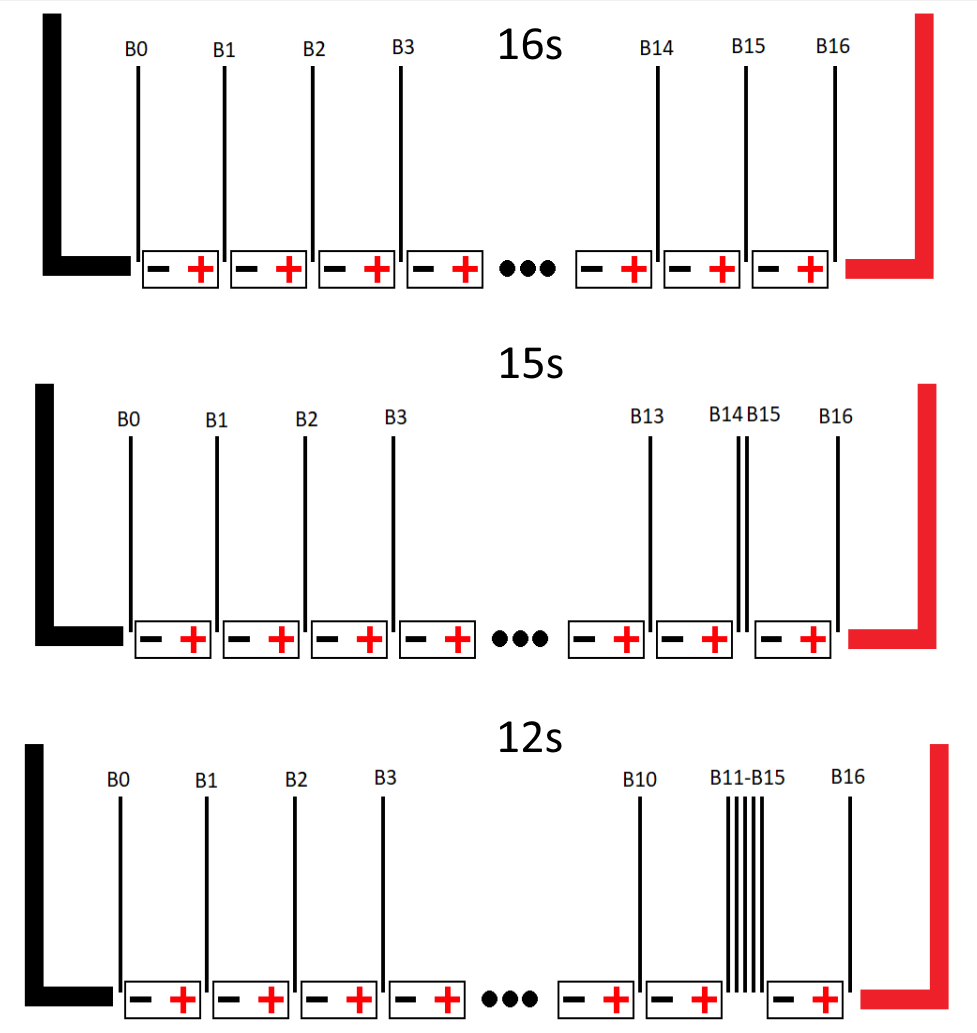 16s
B0 B1 B2 B3 B14 B15 B16
- + - + - + - + - + - + - +
15s
B0 B1 B2 B3 B13 B14 B15 B16
- + - + - + - + - + - + - +
12s
B0 B1 B2 B3 B10 B11-B15 B16
- + - + - + - + - + - + - +